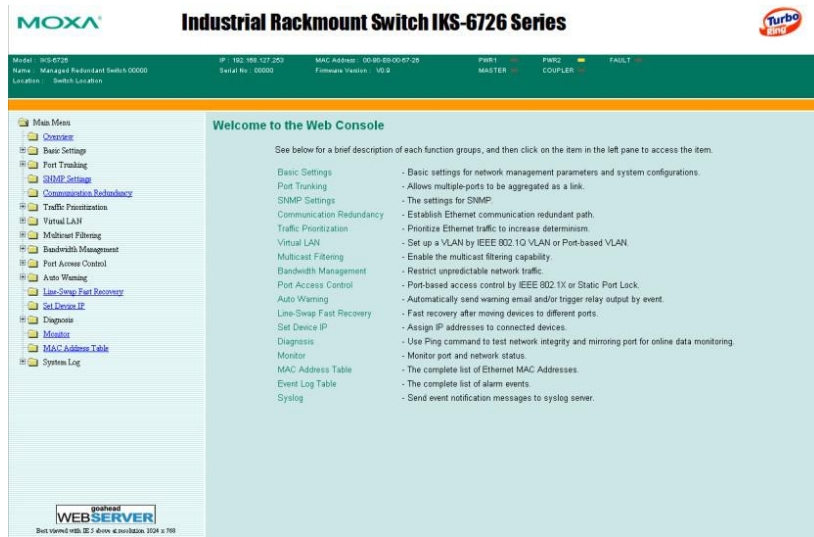 MOXA
Industrial Rackmount Switch IKS-6726 Series
Turbo Ring
Model : IKS-6726
IP : 192.168.127.253
MAC Address : 00-90-E8-00-67-26
PWR1
PWR2
FAULT
Name : Managed Redundant Switch 00000
Serial No : 00000
Firmware Version : V0.9
MASTER
COUPLER
Location : Switch Location
Main Menu
Overview
Basic Settings
Port Trunking
SNMP Settings
Communication Redundancy
Traffic Prioritization
Virtual LAN
Multicast Filtering
Bandwidth Management
Port Access Control
Auto Warning
Line-Swap Fast Recovery
Set Device IP
Diagnosis
Monitor
MAC Address Table
System Log
goahead
WEBSERVER
Best viewed with IE 5 above at resolution 1024 x 768
Welcome to the Web Console
See below for a brief description of each function groups, and then click on the item in the left pane to access the item.
Basic Settings - Basic settings for network management parameters and system configurations.
Port Trunking - Allows multiple-ports to be aggregated as a link.
SNMP Settings - The settings for SNMP.
Communication Redundancy - Establish Ethernet communication redundant path.
Traffic Prioritization - Prioritize Ethernet traffic to increase determinism.
Virtual LAN - Set up a VLAN by IEEE 802.1Q VLAN or Port-based VLAN.
Multicast Filtering - Enable the multicast filtering capability.
Bandwidth Management - Restrict unpredictable network traffic.
Port Access Control - Port-based access control by IEEE 802.1X or Static Port Lock.
Auto Warning - Automatically send warning email and/or trigger relay output by event.
Line-Swap Fast Recovery - Fast recovery after moving devices to different ports.
Set Device IP - Assign IP addresses to connected devices.
Diagnosis - Use Ping command to test network integrity and mirroring port for online data monitoring.
Monitor - Monitor port and network status.
MAC Address Table - The complete list of Ethernet MAC Addresses.
Event Log Table - The complete list of alarm events.
Syslog - Send event notification messages to syslog server.